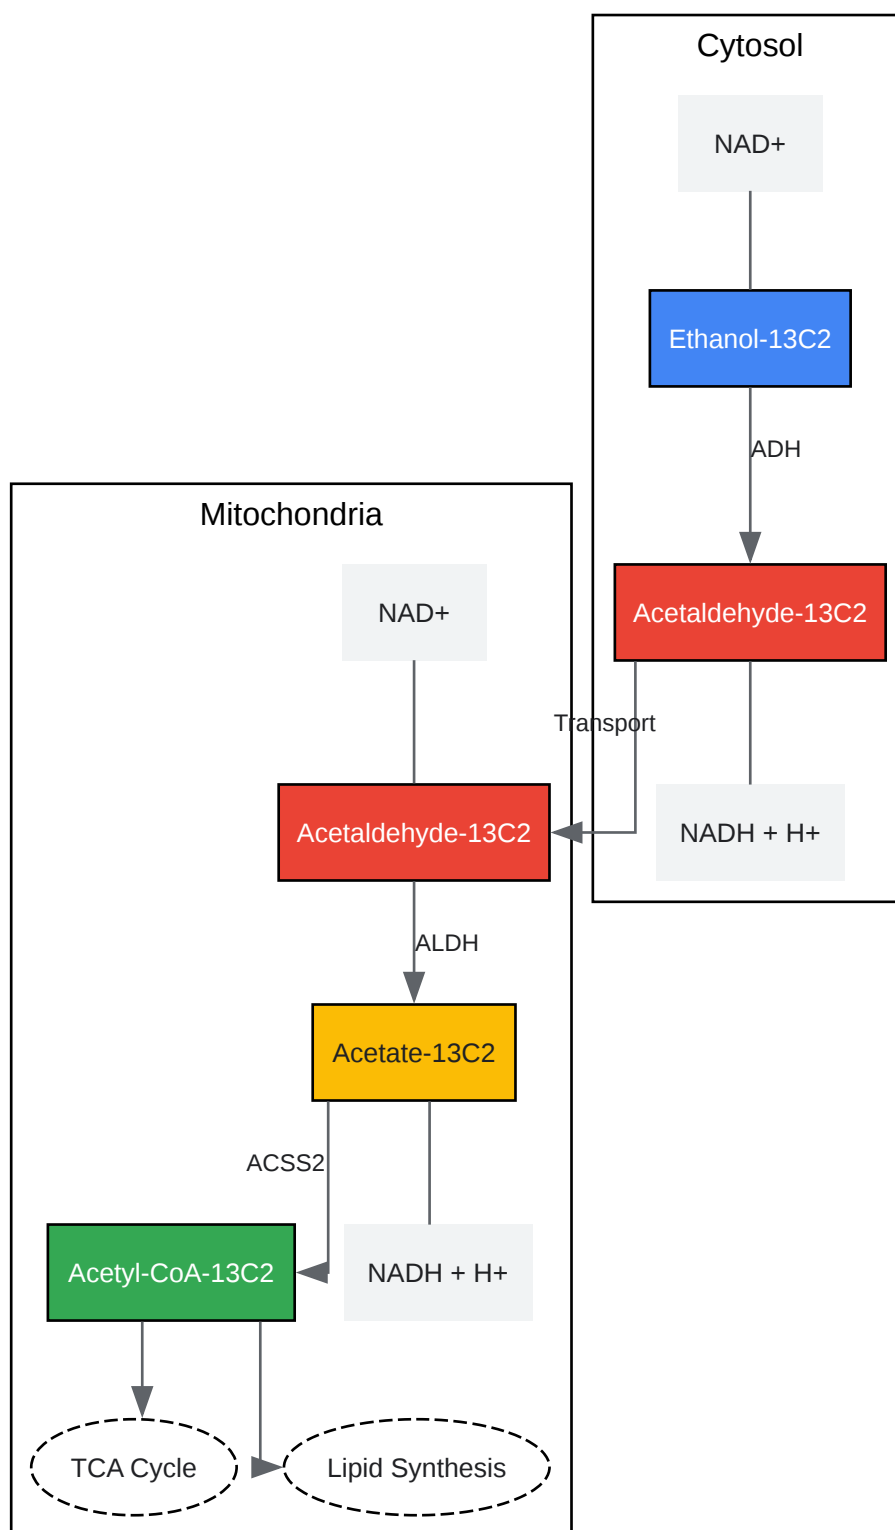 Cytosol
NAD+
Ethanol-13C2
ADH
Acetaldehyde-13C2
Transport
NADH + H+
Mitochondria
NAD+
Acetaldehyde-13C2
ALDH
Acetate-13C2
ACSS2
Acetyl-CoA-13C2
NADH + H+
TCA Cycle
Lipid Synthesis